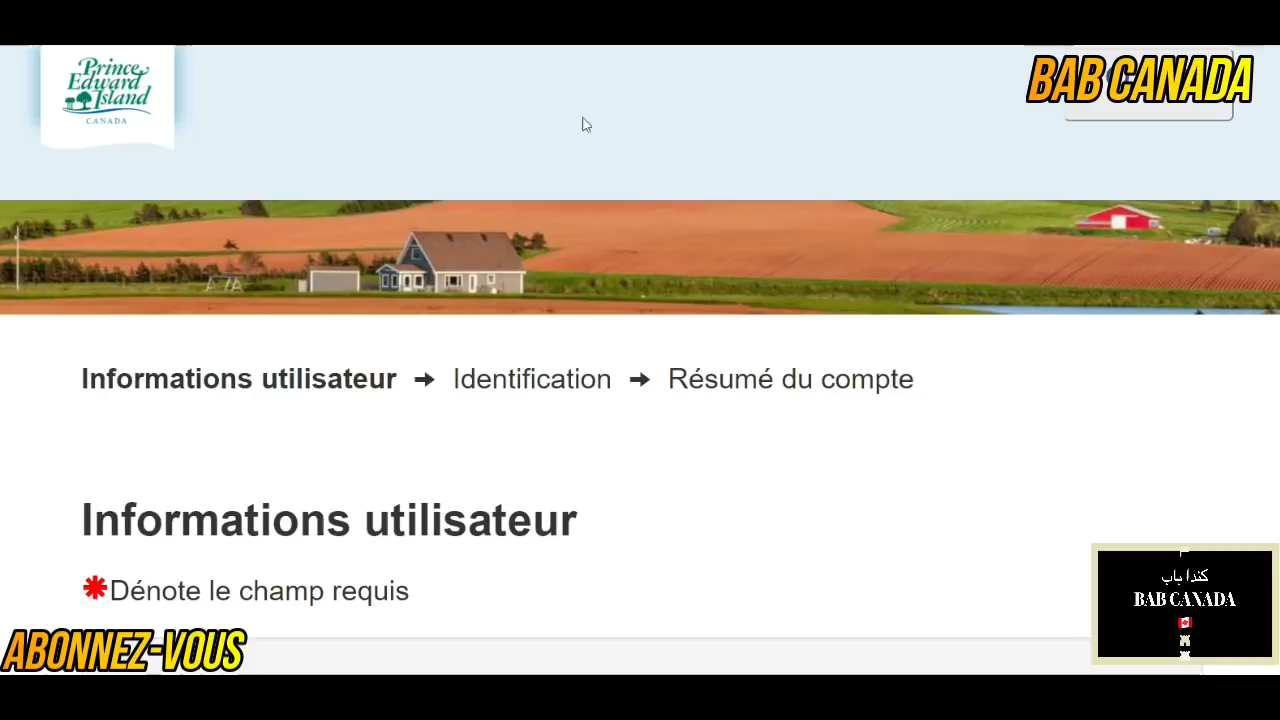 Prince
Edward
Island
CANADA
BAB CANADA
Informations utilisateur → Identification → Résumé du compte
Informations utilisateur
✱Dénote le champ requis
كندا باب
BAB CANADA
ABONNEZ-VOUS